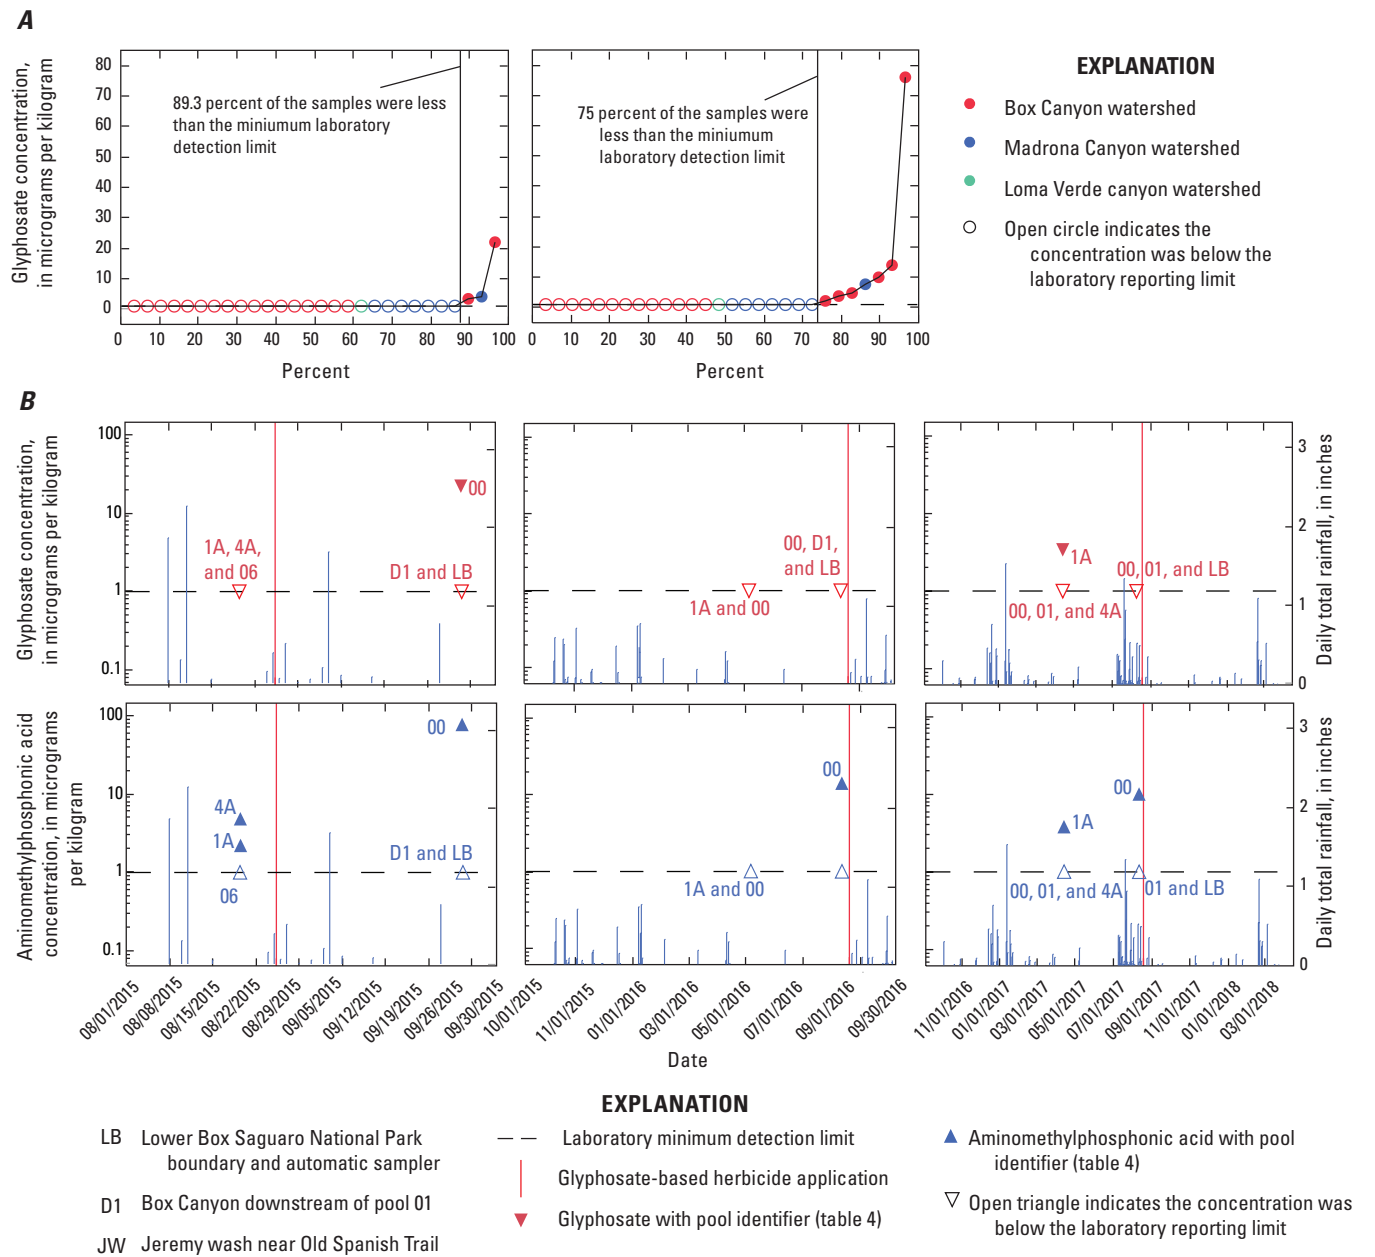 A
Glyphosate concentration,
in micrograms per kilogram
80
70
60
50
40
30
20
10
0
89.3 percent of the samples were less
than the miniumum laboratory
detection limit
0 10 20 30 40 50 60 70 80 90 100
Percent
75 percent of the samples were
less than the miniumum
laboratory detection limit
0 10 20 30 40 50 60 70 80 90 100
Percent
EXPLANATION
Box Canyon watershed
Madrona Canyon watershed
Loma Verde canyon watershed
Open circle indicates the
concentration was below the
laboratory reporting limit
B
Glyphosate concentration,
in micrograms per kilogram
100
10
1
0.1
1A, 4A,
and 06
00
D1 and LB
1A and 00
00, D1,
and LB
1A
00, 01, and LB
00, 01, and 4A
3
2
1
0
Daily total rainfall, in inches
Aminomethylphosphonic acid
concentration, in micrograms
per kilogram
100
10
1
0.1
4A
1A
06
00
D1 and LB
00
1A and 00
1A
00
00, 01, and 4A
01 and LB
3
2
1
0
Daily total rainfall, in inches
08/01/2015
08/08/2015
08/15/2015
08/22/2015
08/29/2015
09/05/2015
09/12/2015
09/19/2015
09/26/2015
09/30/2015
10/01/2015
11/01/2015
01/01/2016
03/01/2016
05/01/2016
07/01/2016
09/01/2016
09/30/2016
11/01/2016
01/01/2017
03/01/2017
05/01/2017
07/01/2017
09/01/2017
11/01/2017
01/01/2018
03/01/2018
Date
EXPLANATION
LB Lower Box Saguaro National Park
boundary and automatic sampler
D1 Box Canyon downstream of pool 01
JW Jeremy wash near Old Spanish Trail
Laboratory minimum detection limit
Glyphosate-based herbicide application
Glyphosate with pool identifier (table 4)
Aminomethylphosphonic acid with pool
identifier (table 4)
Open triangle indicates the concentration was
below the laboratory reporting limit